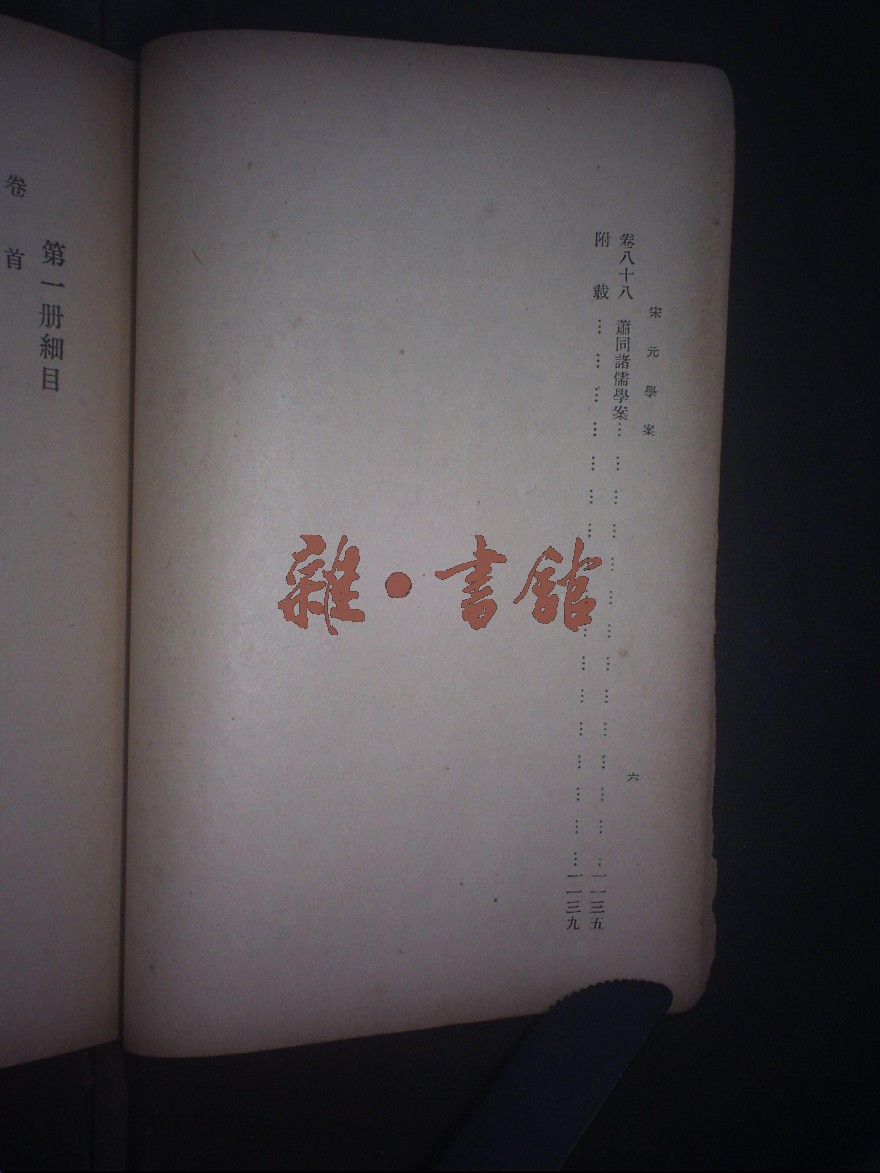 宋元學案
卷八十八 蕭同諸儒學案………………………………………一一三五
附載………………………………………一一三九
六
第一册細目
卷首
雜·書館